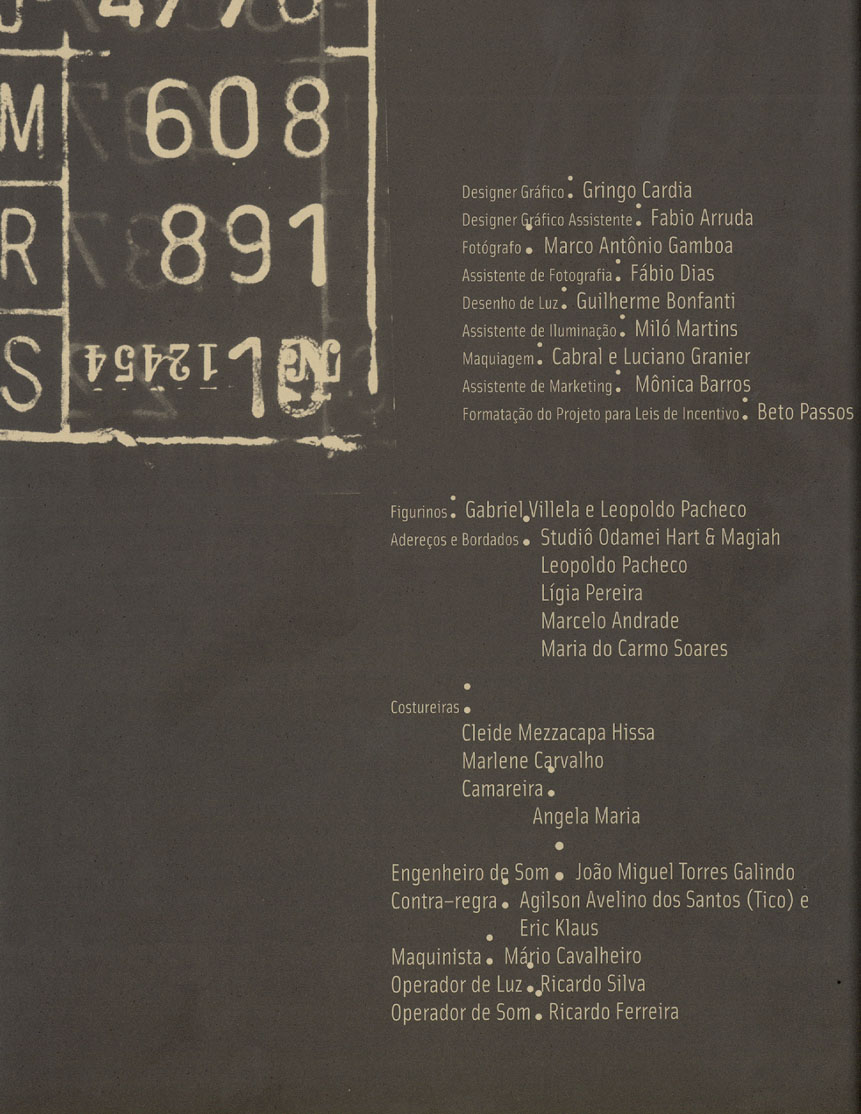 M 608
R 891
S 10
Nº 12454
Designer Gráfico: Gringo Cardia
Designer Gráfico Assistente: Fabio Arruda
Fotógrafo: Marco Antônio Gamboa
Assistente de Fotografia: Fábio Dias
Desenho de Luz: Guilherme Bonfanti
Assistente de Iluminação: Miló Martins
Maquiagem: Cabral e Luciano Granier
Assistente de Marketing: Mônica Barros
Formatação do Projeto para Leis de Incentivo: Beto Passos
Figurinos: Gabriel Villela e Leopoldo Pacheco
Adereços e Bordados: Studiô Odamei Hart & Magiah
Leopoldo Pacheco
Lígia Pereira
Marcelo Andrade
Maria do Carmo Soares
Costureiras:
Cleide Mezzacapa Hissa
Marlene Carvalho
Camareira:
Angela Maria
Engenheiro de Som: João Miguel Torres Galindo
Contra-regra: Agilson Avelino dos Santos (Tico) e
Eric Klaus
Maquinista: Mário Cavalheiro
Operador de Luz: Ricardo Silva
Operador de Som: Ricardo Ferreira